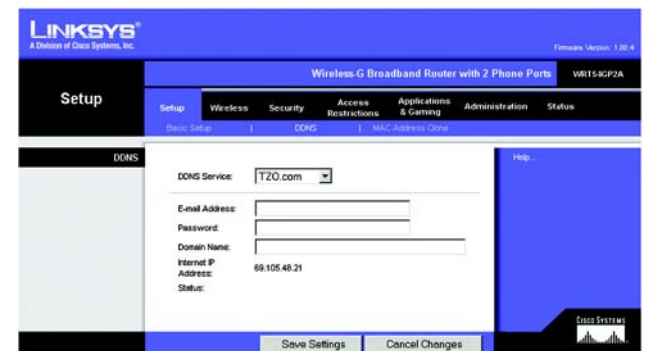 LINKSYS®
A Division of Cisco Systems, Inc.
Firmware Version: 1.00.4
Wireless-G Broadband Router with 2 Phone Ports WRT54GP2A
Setup
Setup Wireless Security Access Restrictions Applications & Gaming Administration Status
Basic Setup | DDNS | MAC Address Clone
DDNS
Help...
DDNS Service: TZO.com
E-mail Address:
Password:
Domain Name:
Internet IP Address: 69.105.48.21
Status:
CISCO SYSTEMS
Save Settings Cancel Changes